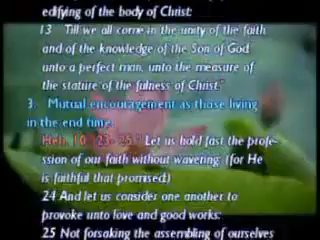 edifying of the body of Christ:
13 Till we all come in the unity of the faith
and of the knowledge of the Son of God
unto a perfect man, unto the measure of
the stature of the fulness of Christ."
3. Mutual encouragement as those living
in the end time.
Heb. 10: 23- 25 " Let us hold fast the profe-
ssion of our faith without wavering; (for He
is faithful that promised;)
24 And let us consider one another to
provoke unto love and good works:
25 Not forsaking the assembling of ourselves